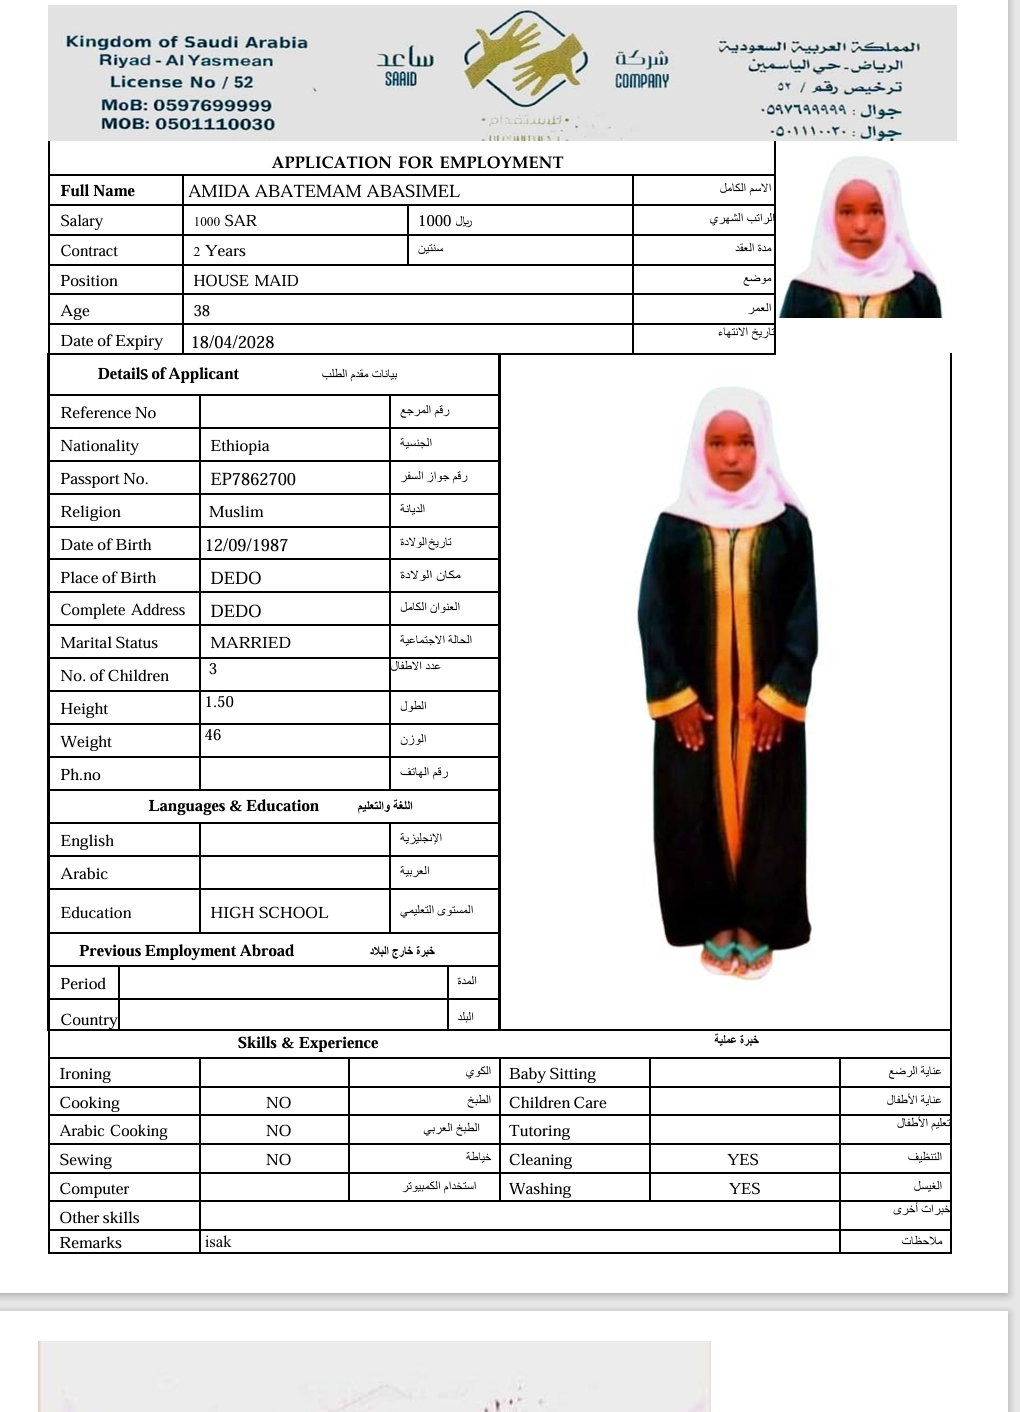 Kingdom of Saudi Arabia
Riyad - Al Yasmean
License No / 52
MoB: 0597699999
MOB: 0501110030
ساعد
SAAID
شركة
COMPANY
للاستقدام
المملكة العربية السعودية
الرياض - حي الياسمين
ترخيص رقم / ٥٢
جوال : ٠٥٩٧٦٩٩٩٩٩
جوال : ٠٥٠١١١٠٠٣٠
APPLICATION FOR EMPLOYMENT
Full Name AMIDA ABATEMAM ABASIMEL الاسم الكامل
Salary 1000 SAR 1000 ريال الراتب الشهري
Contract 2 Years سنتين مدة العقد
Position HOUSE MAID موضع
Age 38 العمر
Date of Expiry 18/04/2028 تاريخ الانتهاء
Details of Applicant بيانات مقدم الطلب
Reference No رقم المرجع
Nationality Ethiopia الجنسية
Passport No. EP7862700 رقم جواز السفر
Religion Muslim الديانة
Date of Birth 12/09/1987 تاريخ الولادة
Place of Birth DEDO مكان الولادة
Complete Address DEDO العنوان الكامل
Marital Status MARRIED الحالة الاجتماعية
No. of Children 3 عدد الاطفال
Height 1.50 الطول
Weight 46 الوزن
Ph.no رقم الهاتف
Languages & Education اللغة والتعليم
English الإنجليزية
Arabic العربية
Education HIGH SCHOOL المستوى التعليمي
Previous Employment Abroad خبرة خارج البلاد
Period المدة
Country البلد
Skills & Experience خبرة عملية
Ironing الكوي Baby Sitting عناية الرضع
Cooking NO الطبخ Children Care عناية الأطفال
Arabic Cooking NO الطبخ العربي Tutoring تعليم الأطفال
Sewing NO خياطة Cleaning YES التنظيف
Computer استخدام الكمبيوتر Washing YES الغيسل
Other skills خبرات أخرى
Remarks isak ملاحظات